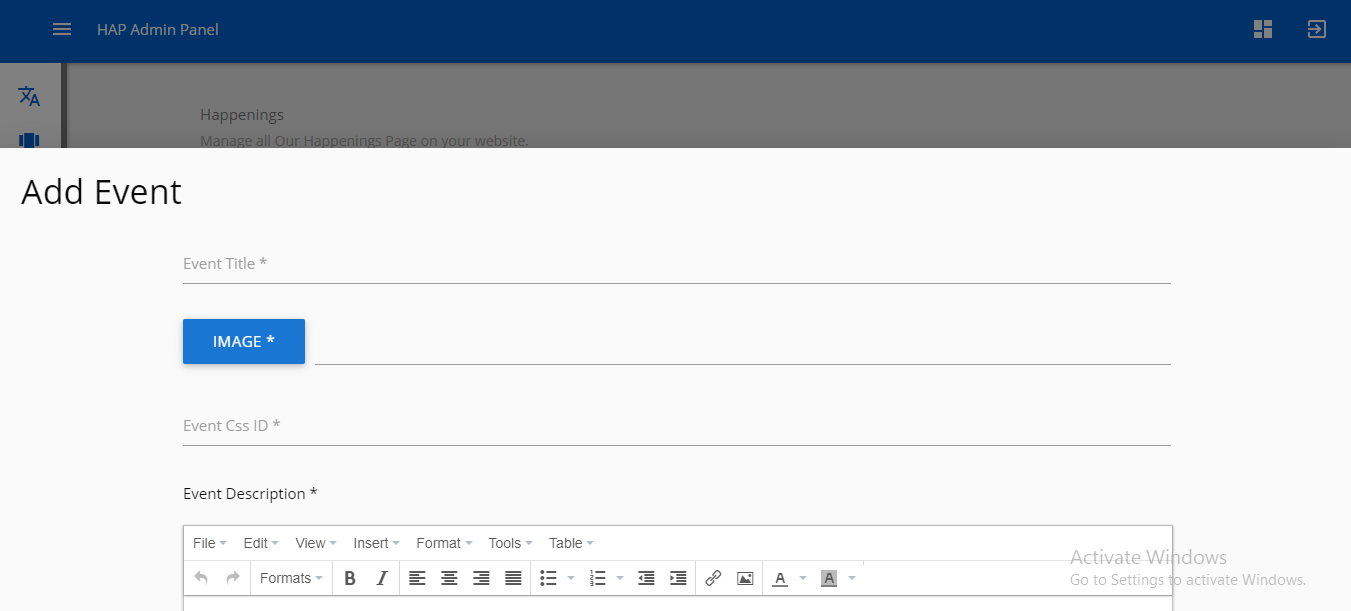 HAP Admin Panel
Happenings
Manage all Our Happenings Page on your website.
Add Event
Event Title *
IMAGE *
Event Css ID *
Event Description *
File Edit View Insert Format Tools Table
Formats B I A A
Activate Windows
Go to Settings to activate Windows.